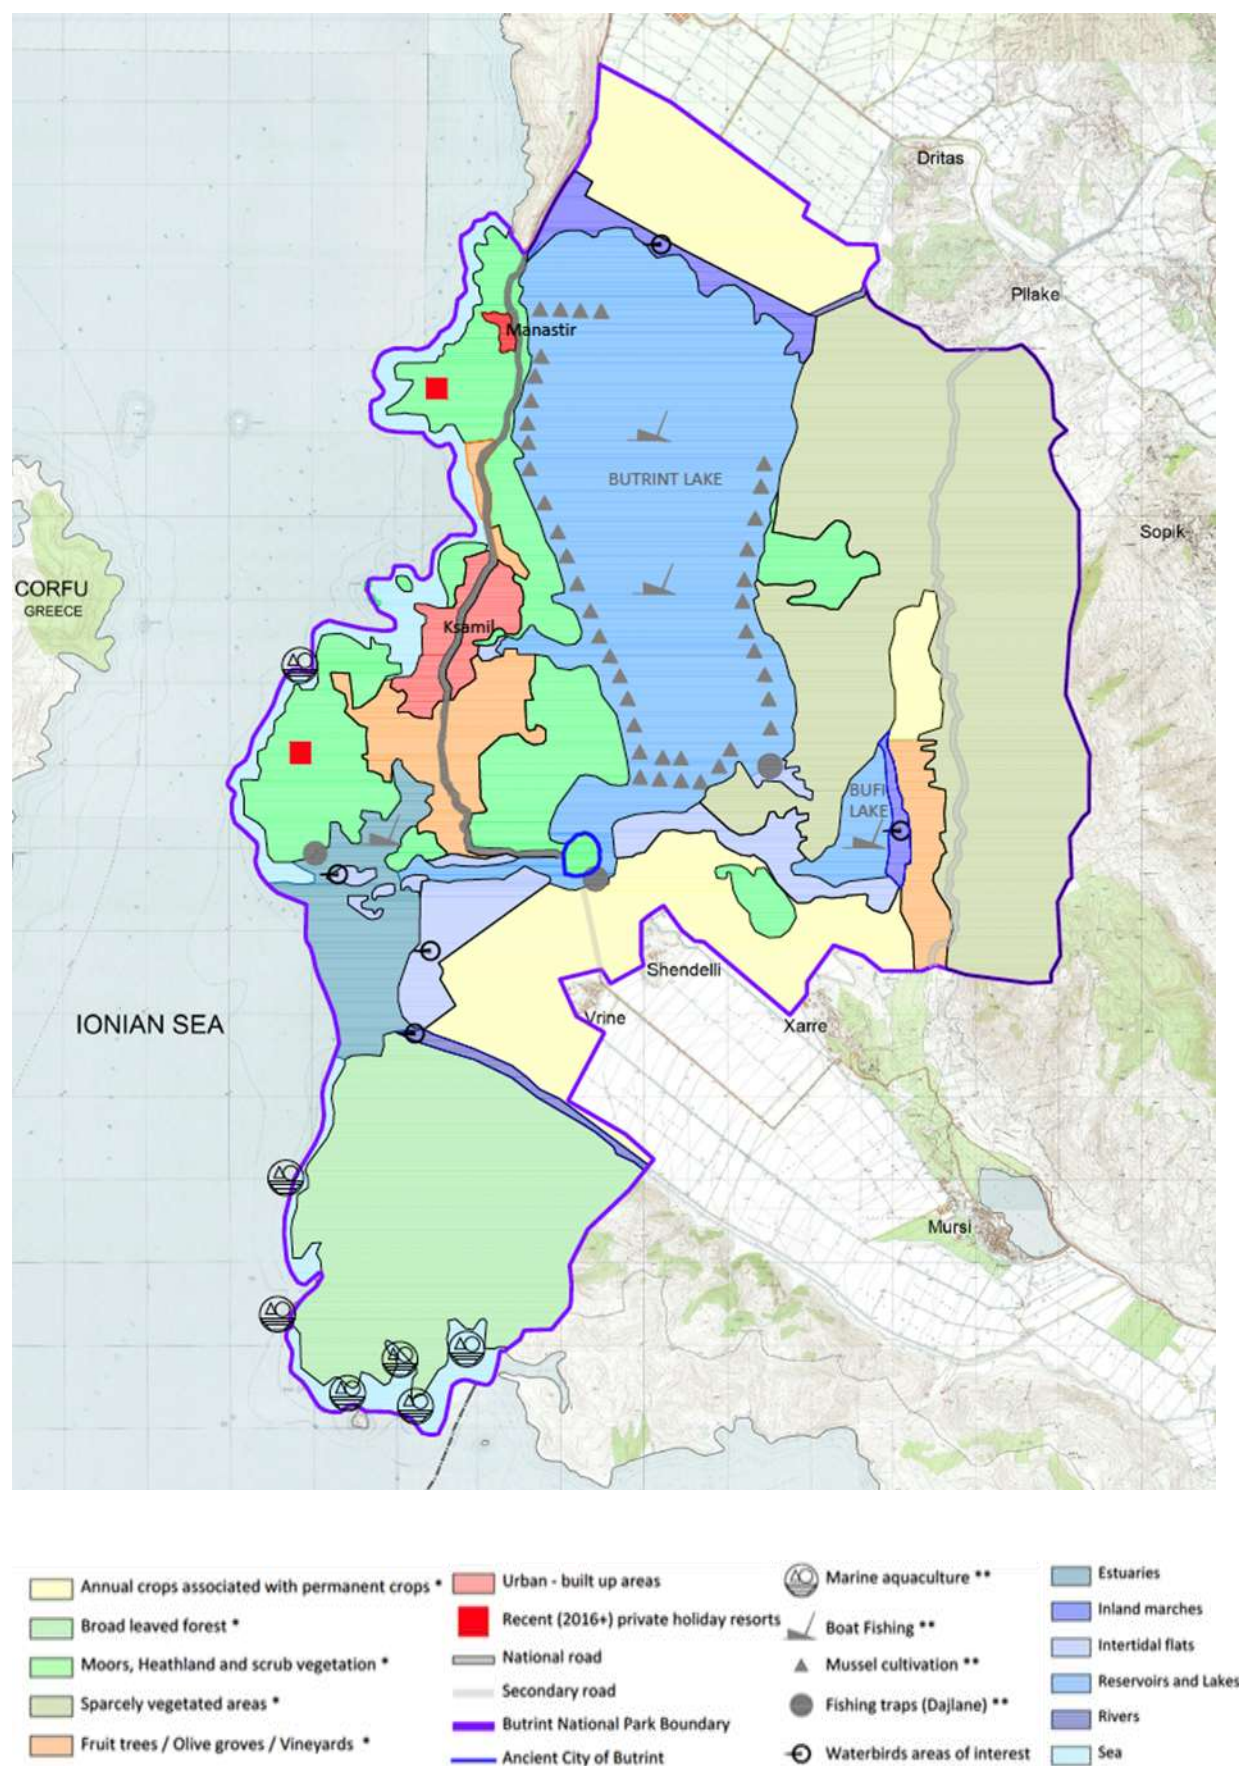 Dritas
Pllake
Manastir
BUTRINT LAKE
Sopik
CORFU
GREECE
Ksamil
BUFI
LAKE
Shendelli
IONIAN SEA
Vrine
Xarre
Mursi
Annual crops associated with permanent crops *
Broad leaved forest *
Moors, Heathland and scrub vegetation *
Sparcely vegetated areas *
Fruit trees / Olive groves / Vineyards *
Urban - built up areas
Recent (2016+) private holiday resorts
National road
Secondary road
Butrint National Park Boundary
Ancient City of Butrint
Marine aquaculture **
Boat Fishing **
Mussel cultivation **
Fishing traps (Dajlane) **
Waterbirds areas of interest
Estuaries
Inland marches
Intertidal flats
Reservoirs and Lakes
Rivers
Sea